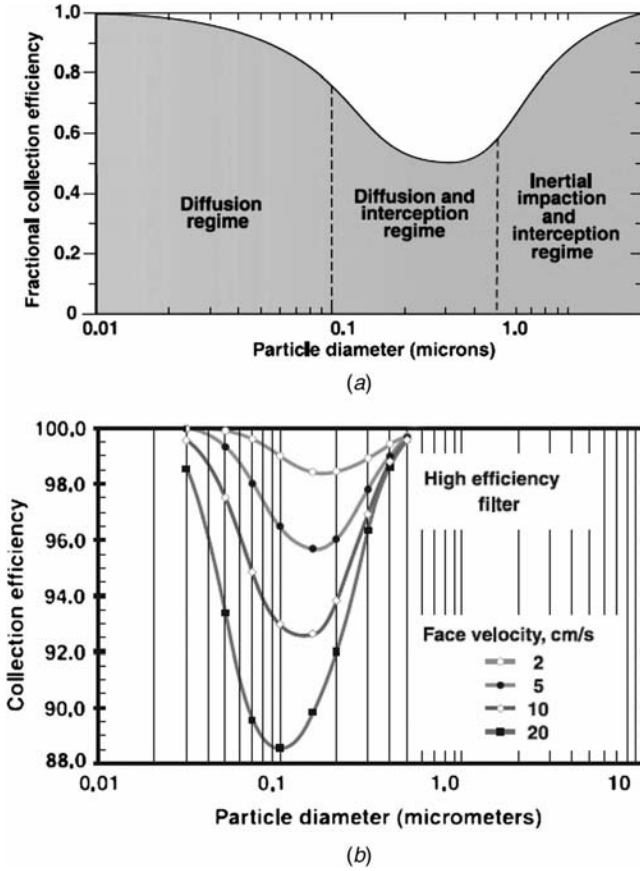 1.0
0.8
0.6
0.4
0.2
0
Fractional collection efficiency
Diffusion
regime
Diffusion and
interception
regime
Inertial
impaction
and
interception
regime
0.01
0.1
1.0
Particle diameter (microns)
(a)
100,0
98,0
96,0
94,0
92,0
90,0
88,0
Collection efficiency
High efficiency
filter
Face velocity, cm/s
2
5
10
20
0.01
0,1
1.0
10
Particle diameter (micrometers)
(b)